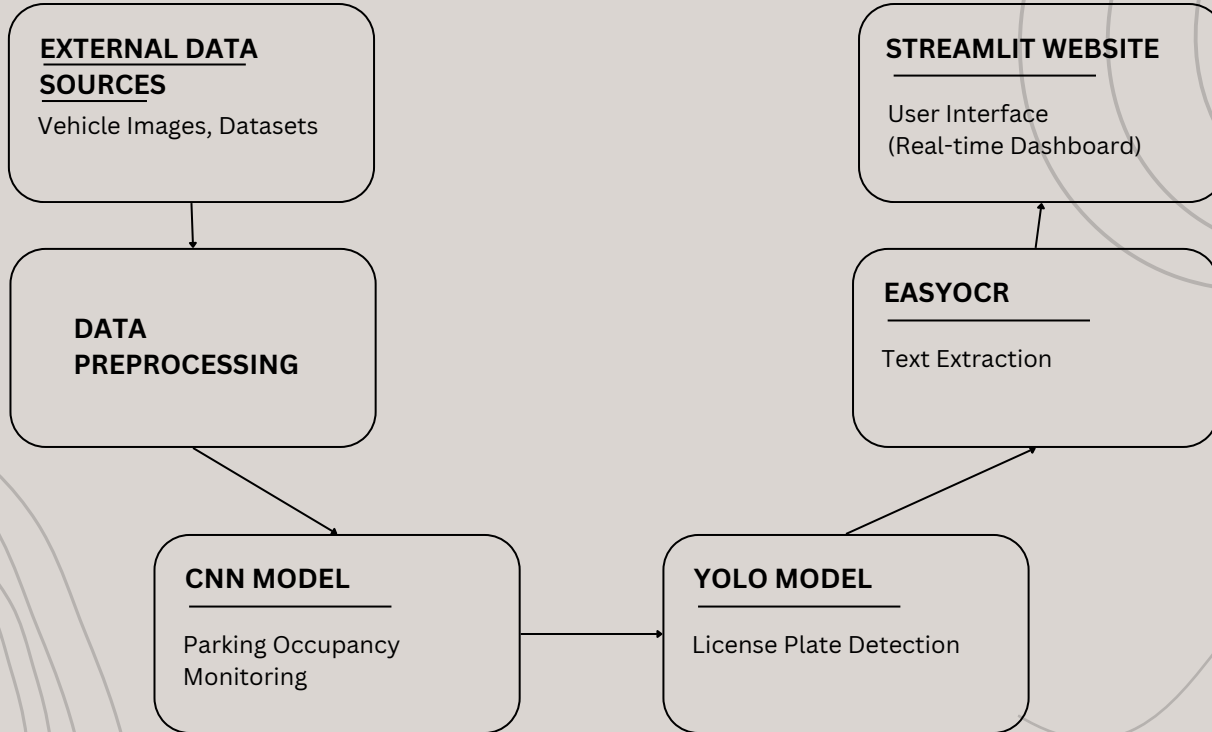 EXTERNAL DATA
SOURCES
Vehicle Images, Datasets
DATA
PREPROCESSING
CNN MODEL
Parking Occupancy
Monitoring
YOLO MODEL
License Plate Detection
EASYOCR
Text Extraction
STREAMLIT WEBSITE
User Interface
(Real-time Dashboard)